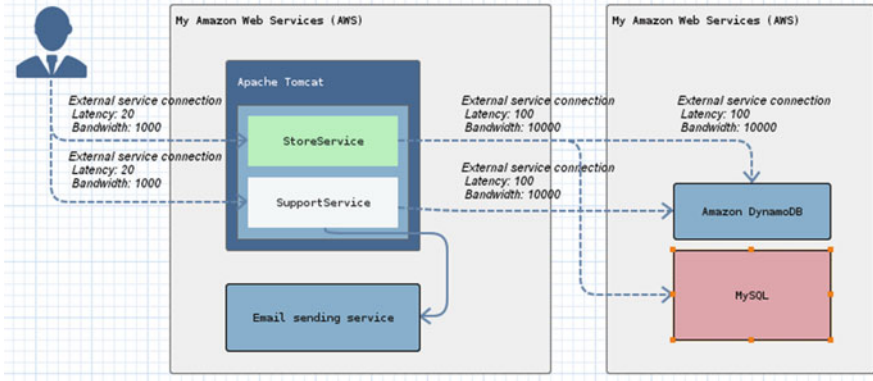 My Amazon Web Services (AWS)
My Amazon Web Services (AWS)
Apache Tomcat
External service connection
Latency: 20
Bandwidth: 1000
External service connection
Latency: 100
Bandwidth: 10000
External service connection
Latency: 100
Bandwidth: 10000
StoreService
External service connection
Latency: 20
Bandwidth: 1000
External service connection
Latency: 100
Bandwidth: 10000
SupportService
Amazon DynamoDB
MySQL
Email sending service